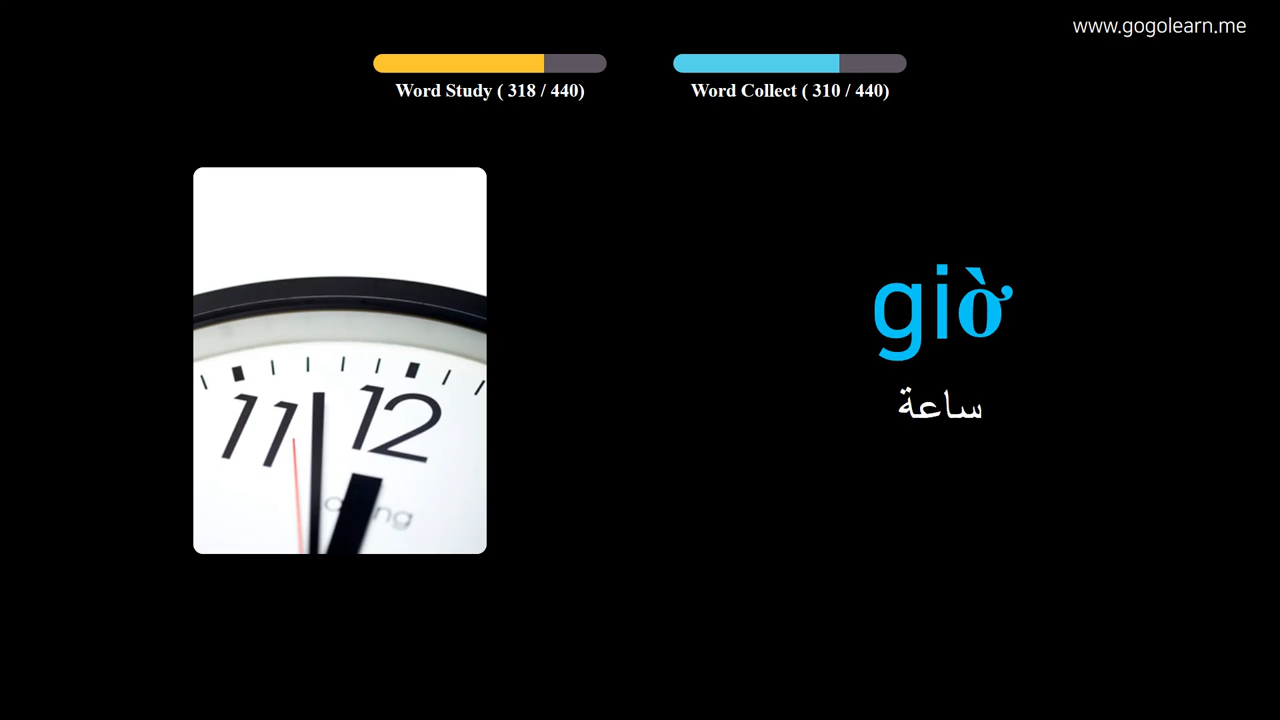 www.gogolearn.me
Word Study ( 318 / 440)
Word Collect ( 310 / 440)
giờ
ساعة
11
12